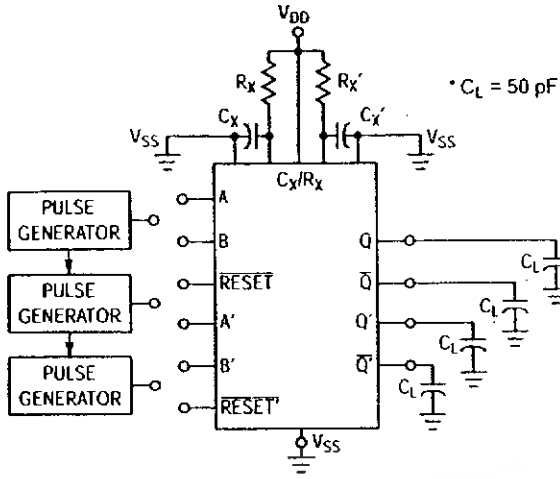 VDD
RX
RX'
* CL = 50 pF
CX
CX'
VSS
VSS
CX/RX
PULSE
GENERATOR
A
B
Q
CL
PULSE
GENERATOR
RESET
Q
CL
A'
Q'
CL
PULSE
GENERATOR
B'
Q'
CL
RESET'
VSS